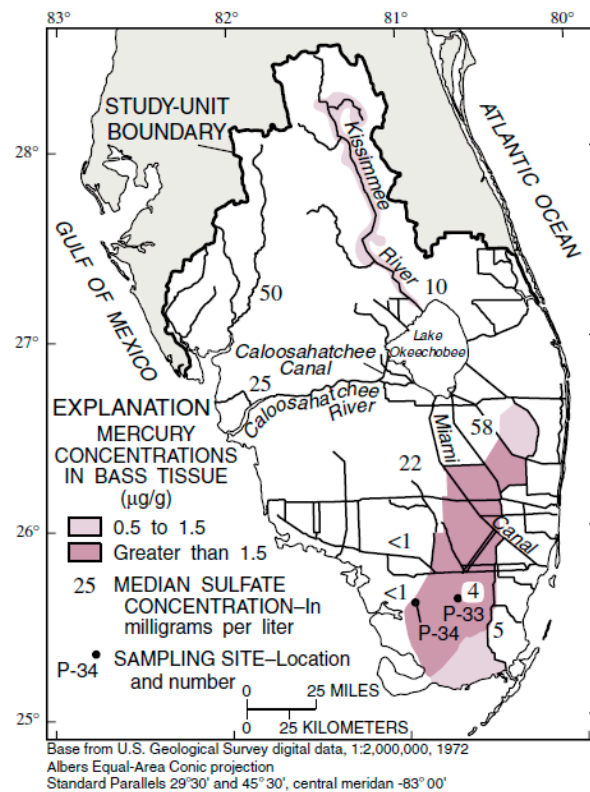 83°
82°
81°
80°
STUDY-UNIT
BOUNDARY
28°
Kissimmee
River
ATLANTIC OCEAN
GULF OF MEXICO
50
10
27°
Lake
Okeechobee
Caloosahatchee
Canal
25
Caloosahatchee
River
Miami
Canal
58
22
26°
<1
<1
4
P-33
P-34
5
25°
EXPLANATION
MERCURY
CONCENTRATIONS
IN BASS TISSUE
(µg/g)
0.5 to 1.5
Greater than 1.5
25 MEDIAN SULFATE
CONCENTRATION–In
milligrams per liter
P-34 SAMPLING SITE–Location
and number
0 25 MILES
0 25 KILOMETERS
Base from U.S. Geological Survey digital data, 1:2,000,000, 1972
Albers Equal-Area Conic projection
Standard Parallels 29°30' and 45°30', central meridan -83°00'